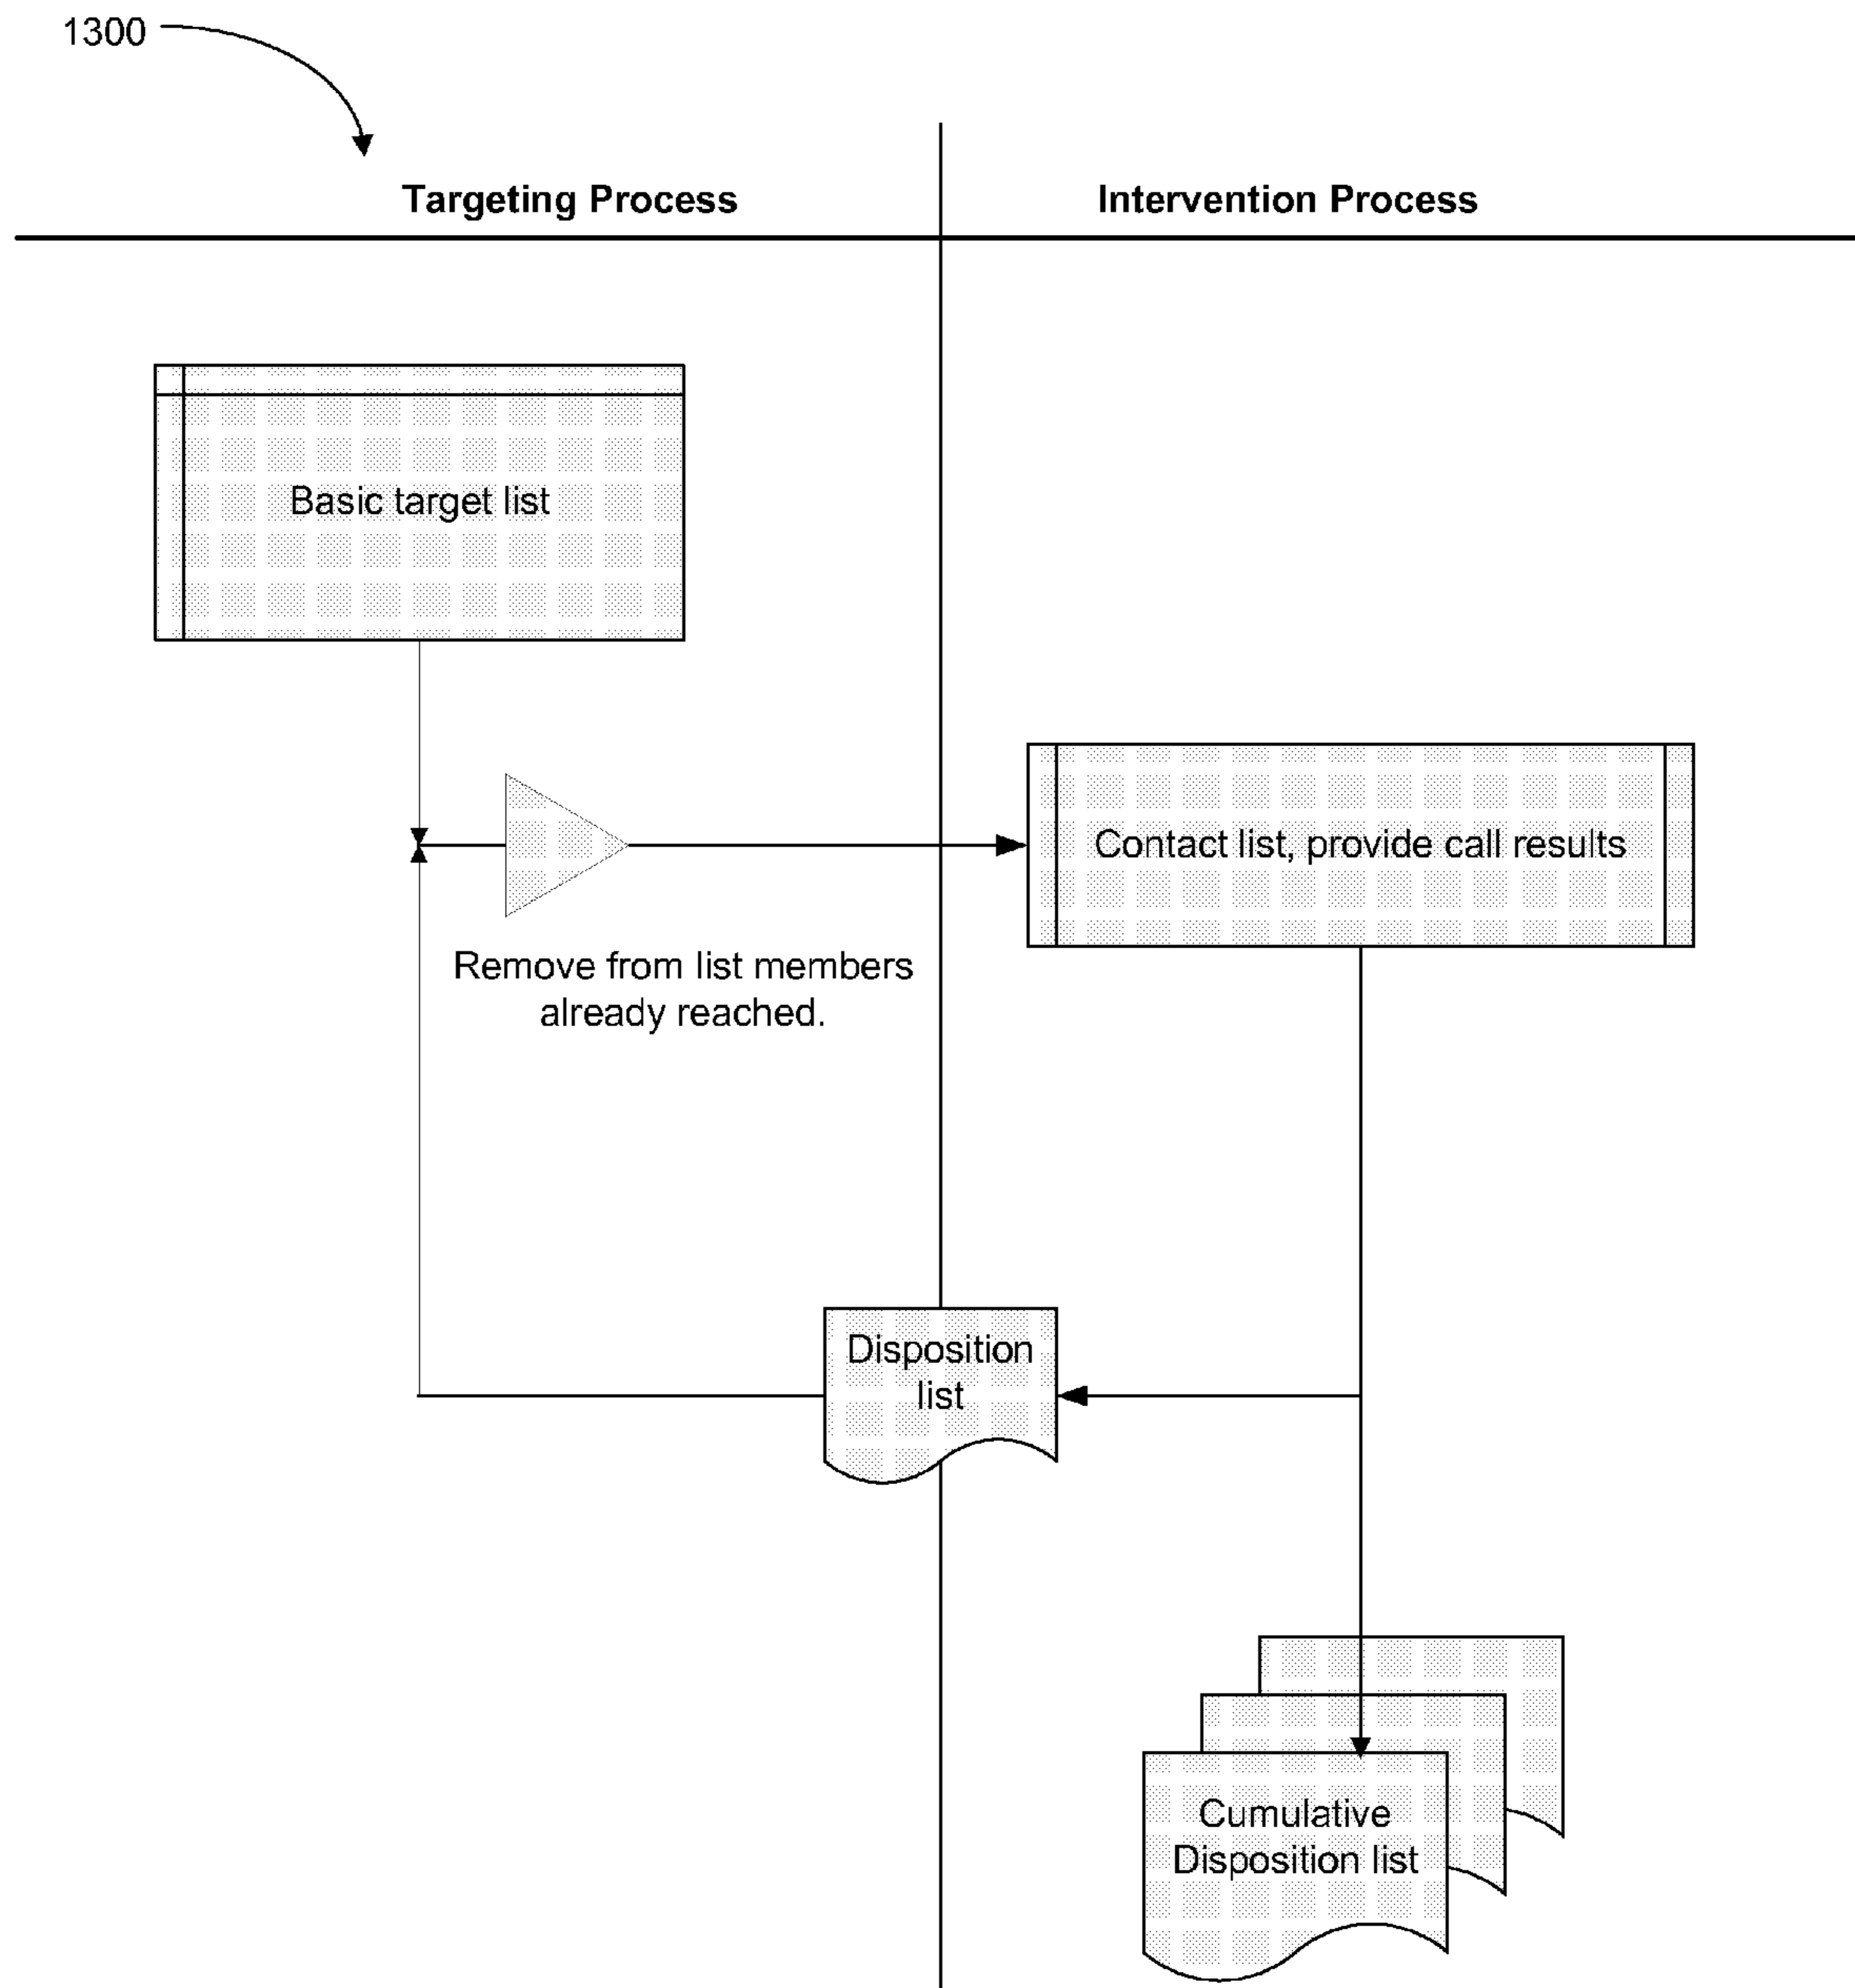 1300
Targeting Process
Intervention Process
Basic target list
Contact list, provide call results
Remove from list members
already reached.
Disposition
list
Cumulative
Disposition list